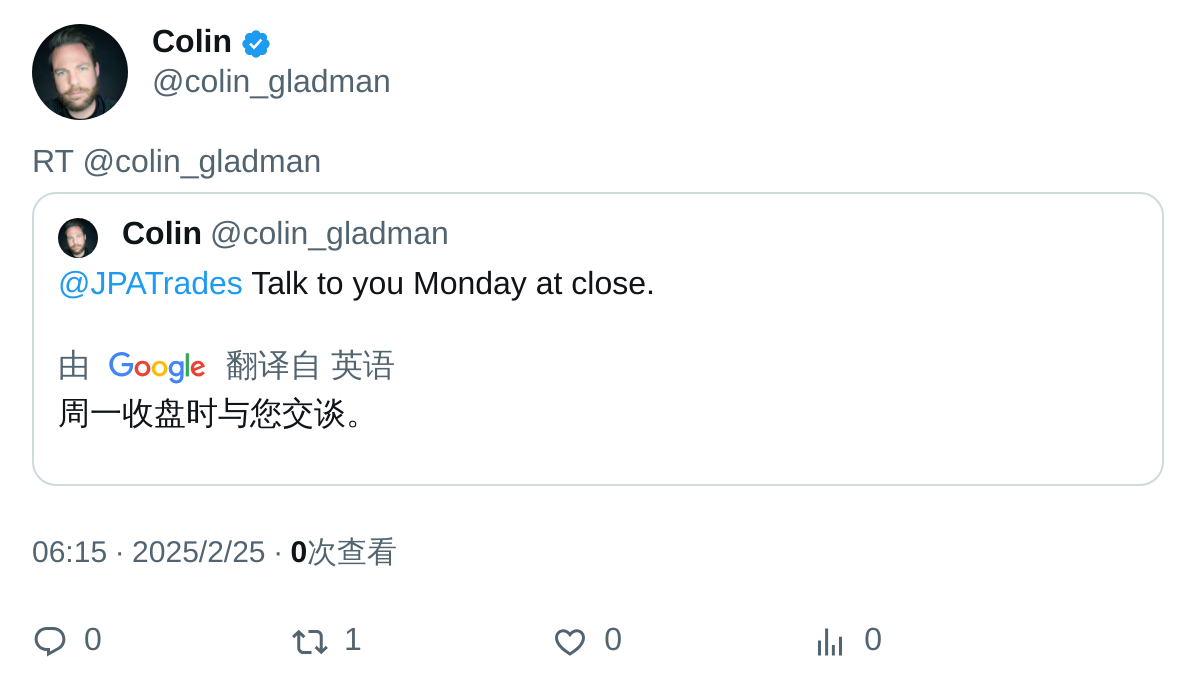 Colin
@colin_gladman
RT @colin_gladman
Colin @colin_gladman
@JPATrades Talk to you Monday at close.
由 Google 翻译自 英语
周一收盘时与您交谈。
06:15 · 2025/2/25 · 0次查看
0 1 0 0